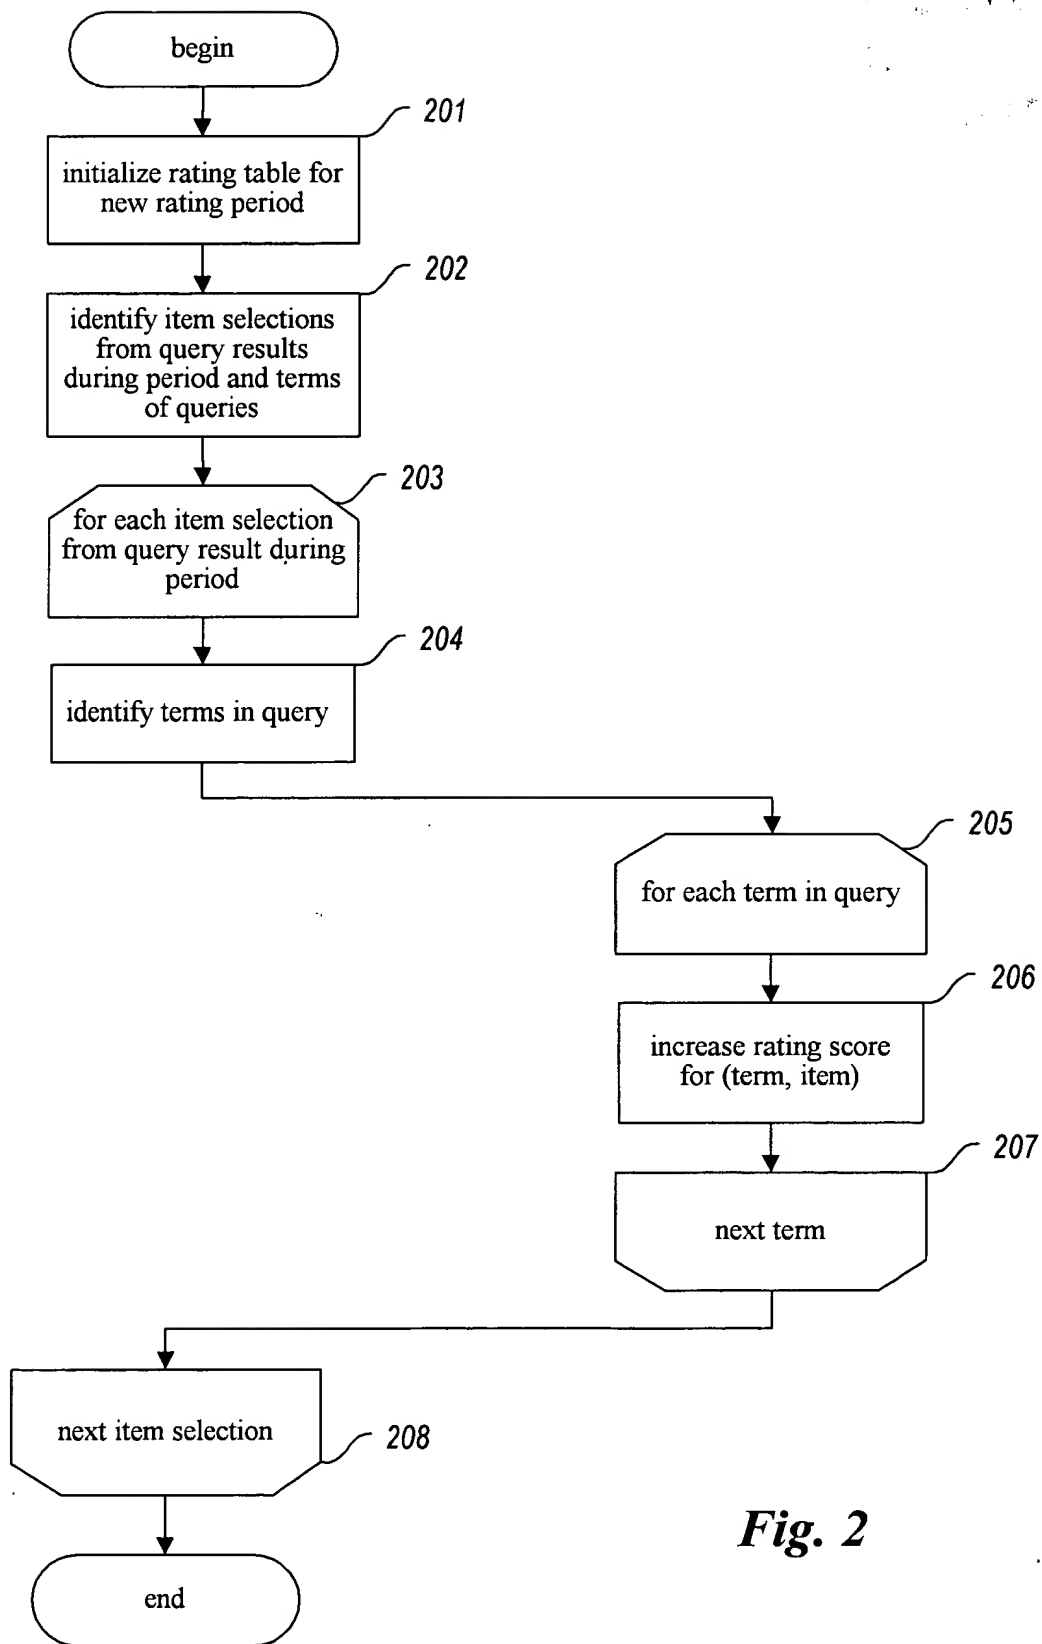 begin
201
initialize rating table for
new rating period
202
identify item selections
from query results
during period and terms
of queries
203
for each item selection
from query result during
period
204
identify terms in query
205
for each term in query
206
increase rating score
for (term, item)
207
next term
next item selection
208
end
Fig. 2